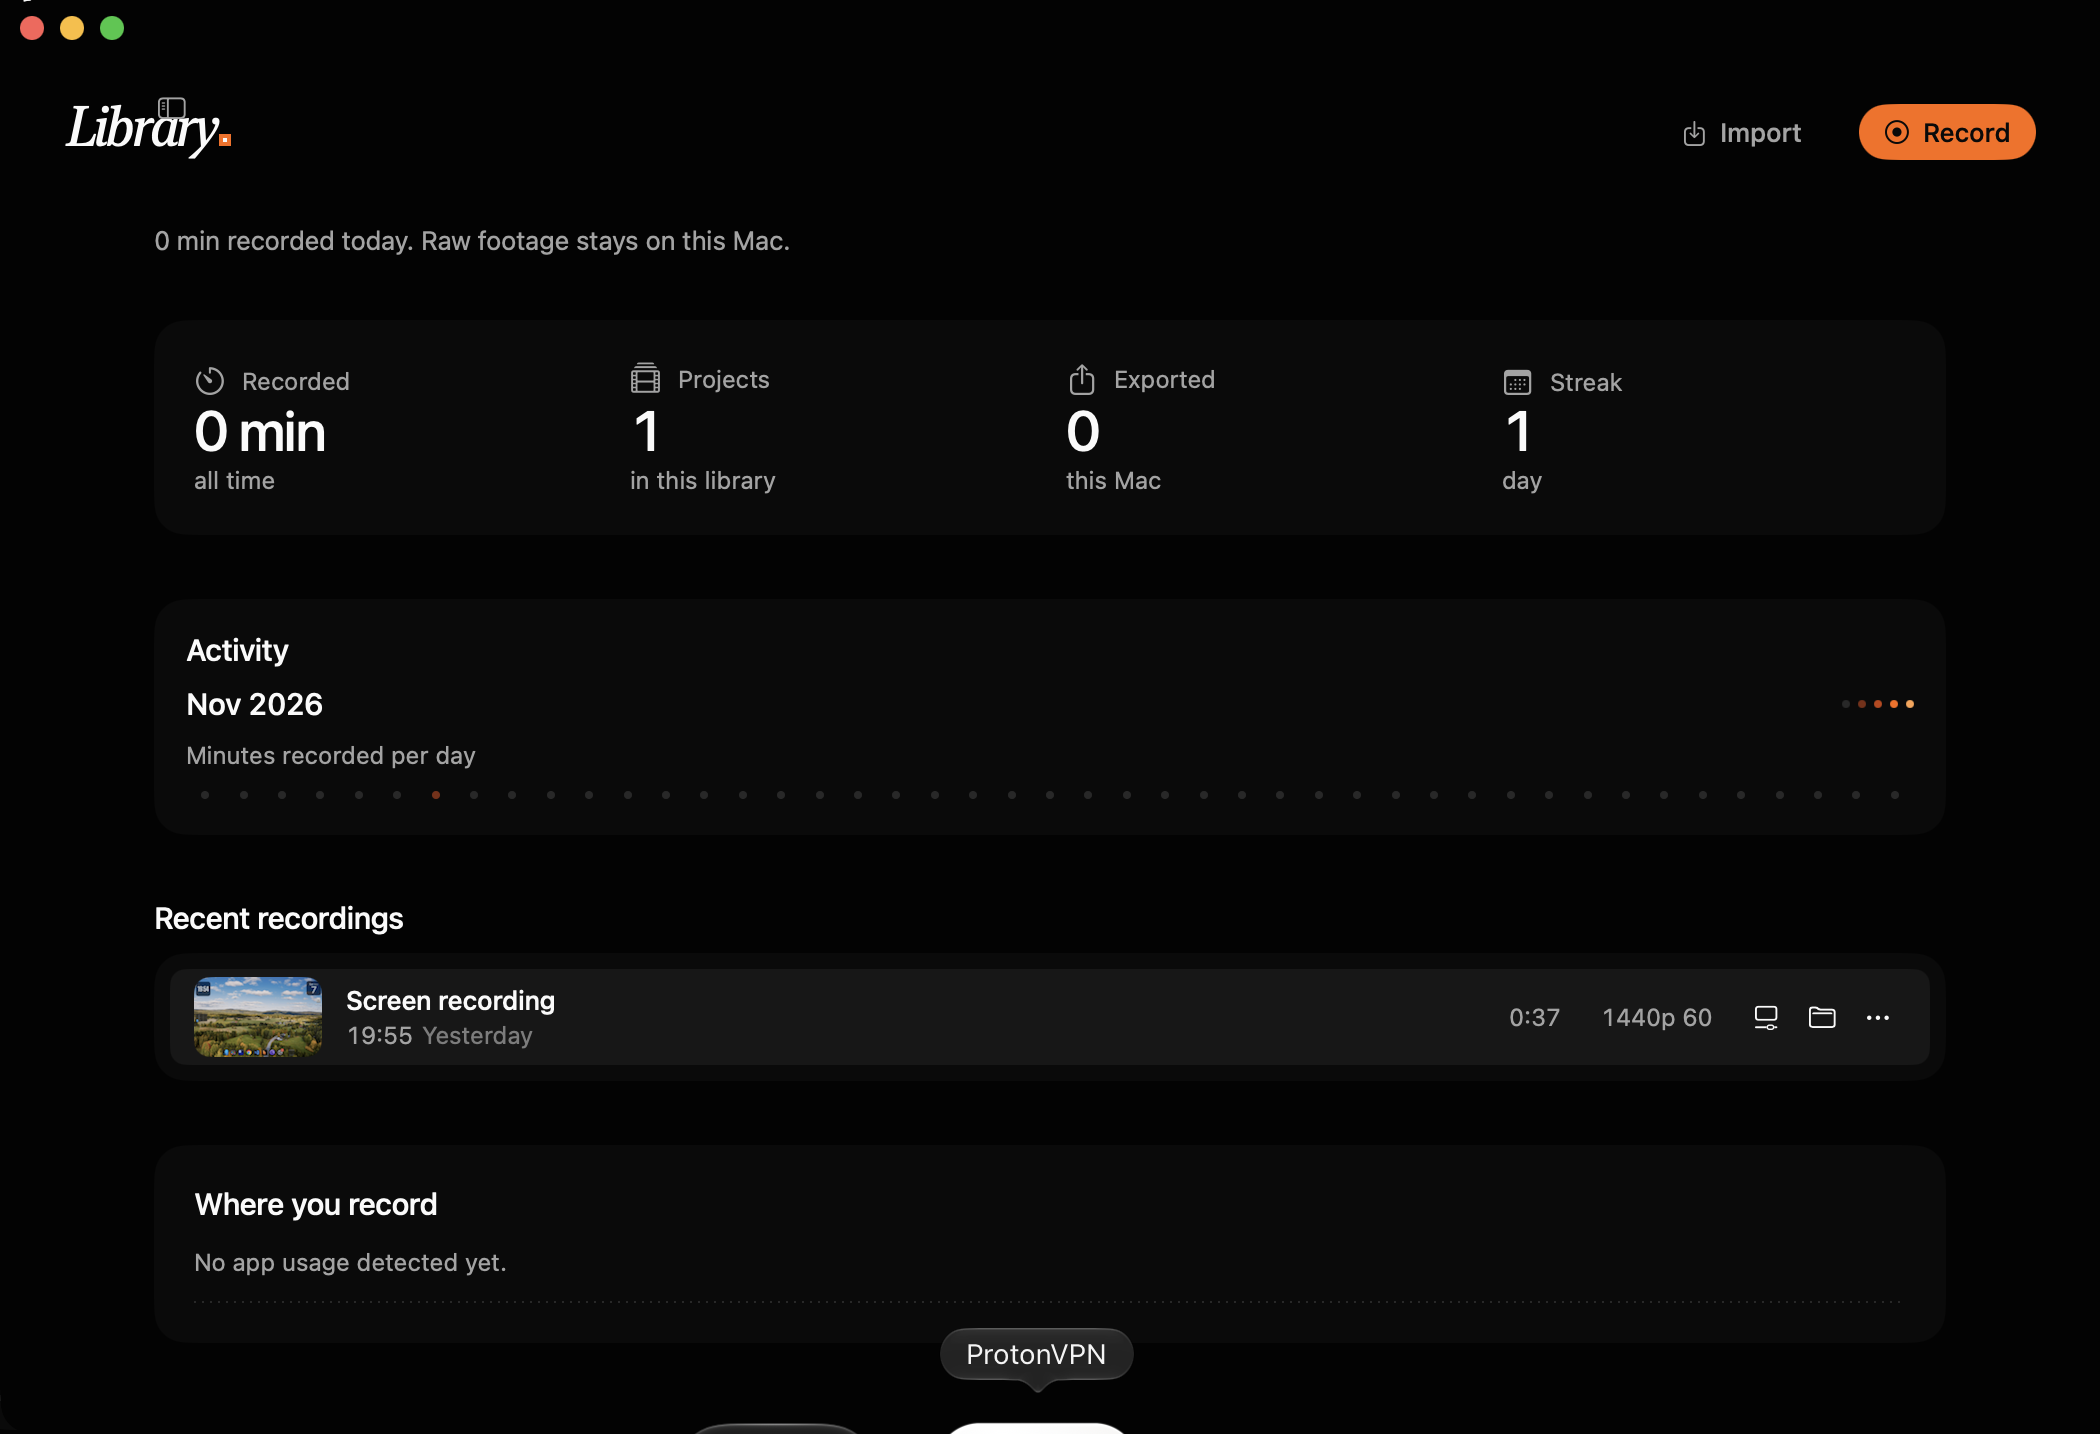 Library.
Import
Record
0 min recorded today. Raw footage stays on this Mac.
Recorded
0 min
all time
Projects
1
in this library
Exported
0
this Mac
Streak
1
day
Activity
Nov 2026
Minutes recorded per day
Recent recordings
Screen recording
19:55 Yesterday
0:37
1440p 60
Where you record
No app usage detected yet.
ProtonVPN